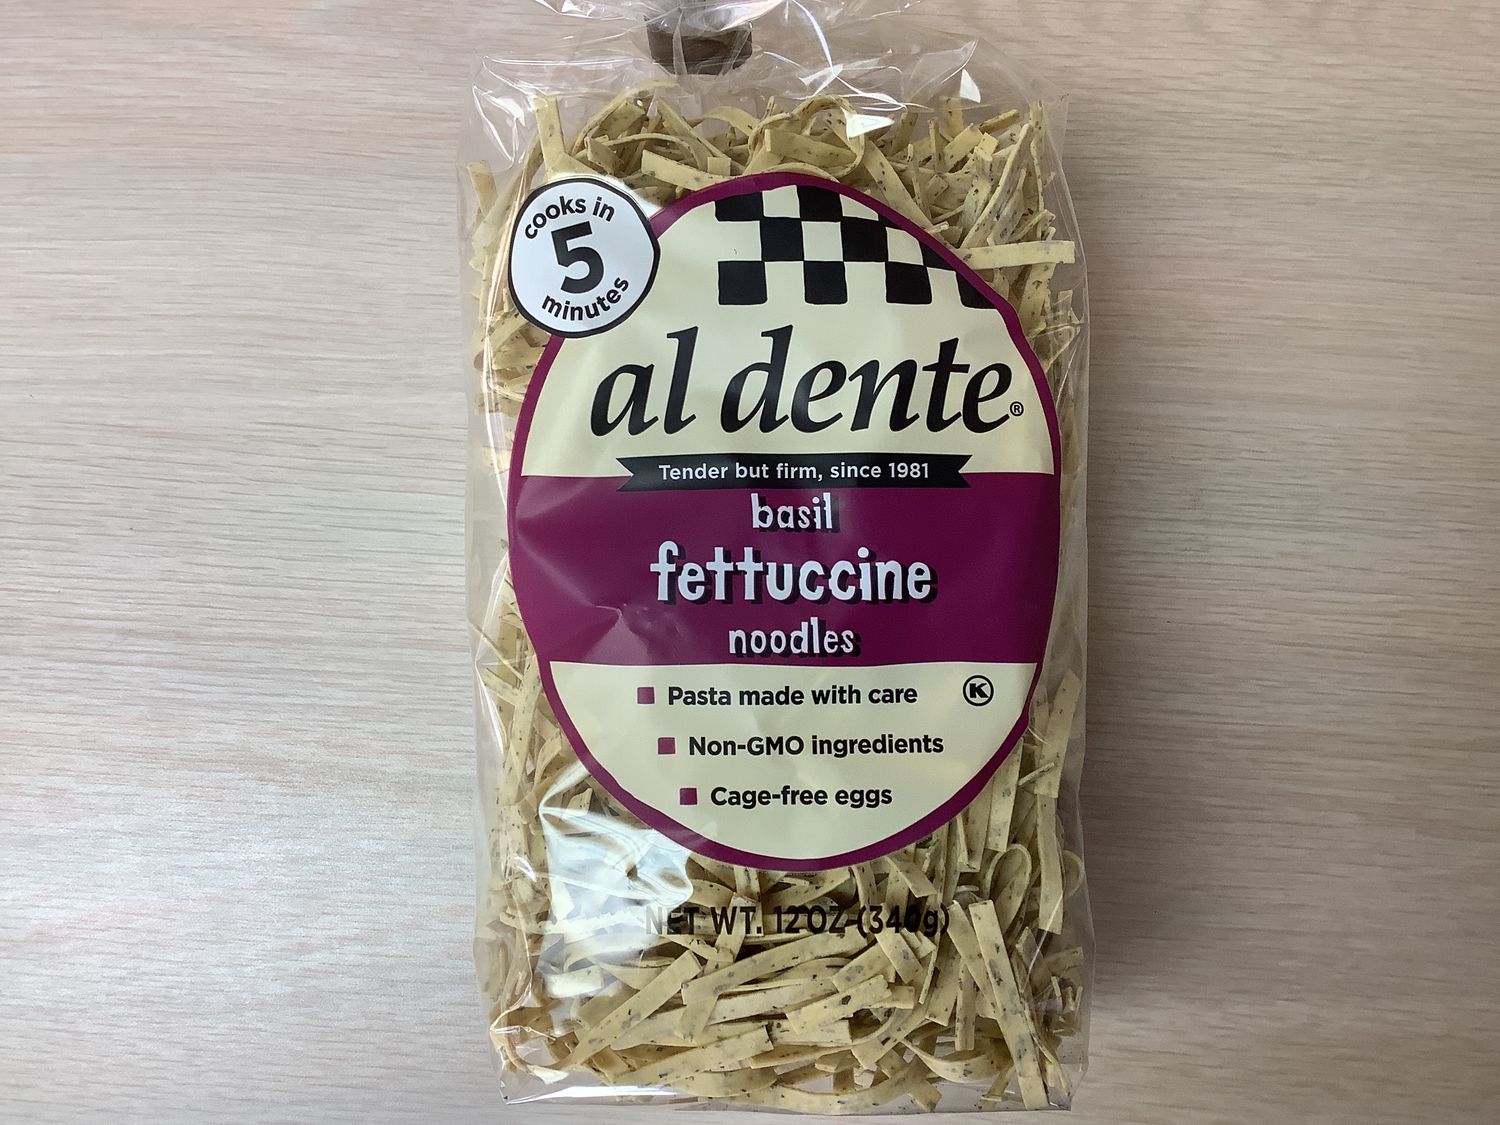 cooks in
5
minutes
al dente®
Tender but firm, since 1981
basil
fettuccine
noodles
Pasta made with care
K
Non-GMO ingredients
Cage-free eggs
NET WT. 12 OZ (340g)